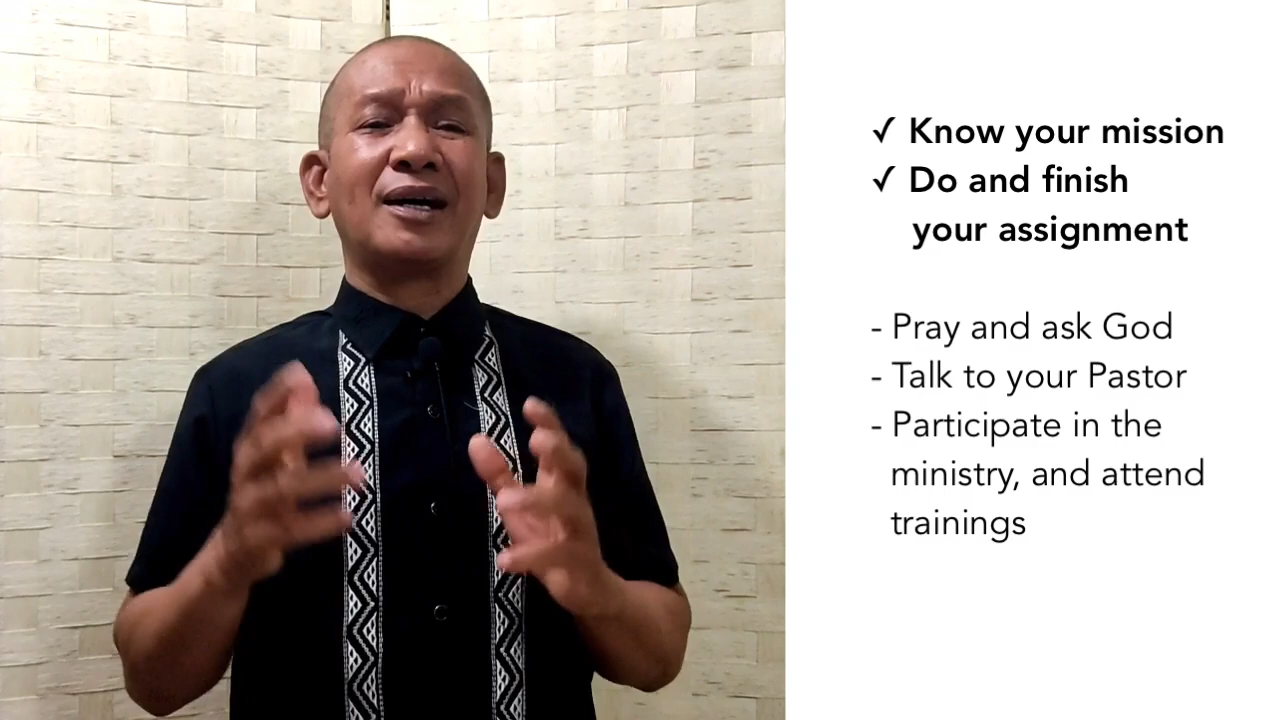 ✓ Know your mission
✓ Do and finish
your assignment
- Pray and ask God
- Talk to your Pastor
- Participate in the
ministry, and attend
trainings